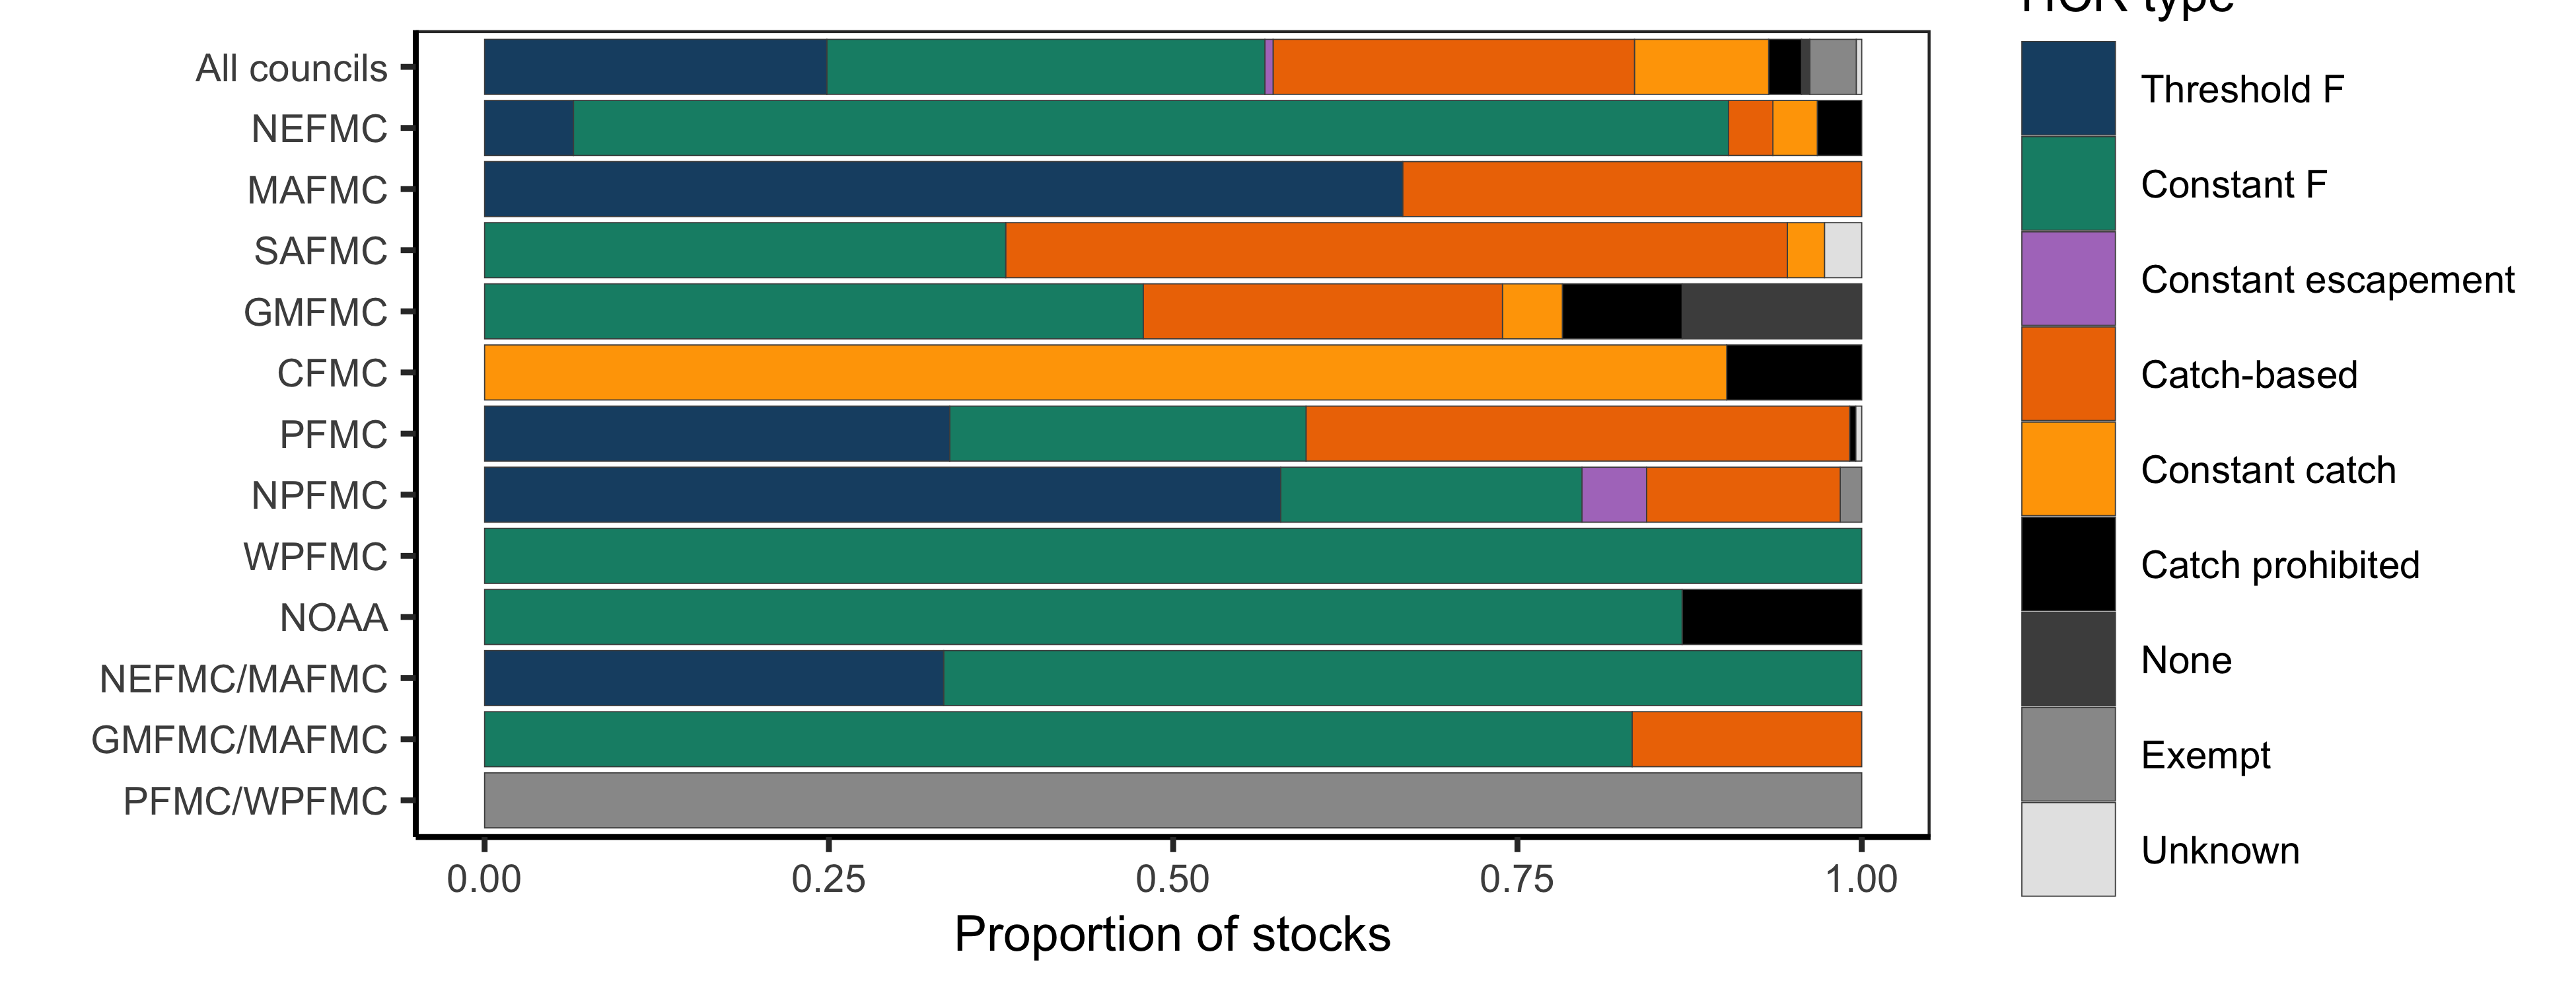 HCR type
All councils
NEFMC
MAFMC
SAFMC
GMFMC
CFMC
PFMC
NPFMC
WPFMC
NOAA
NEFMC/MAFMC
GMFMC/MAFMC
PFMC/WPFMC
0.00 0.25 0.50 0.75 1.00
Proportion of stocks
Threshold F
Constant F
Constant escapement
Catch-based
Constant catch
Catch prohibited
None
Exempt
Unknown